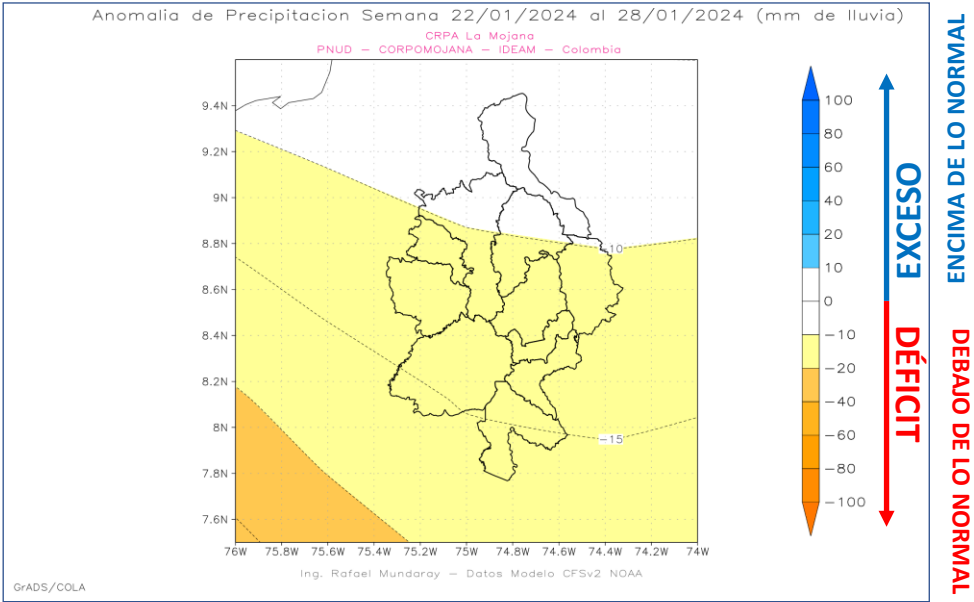 Anomalia de Precipitacion Semana 22/01/2024 al 28/01/2024 (mm de lluvia)
CRPA La Mojana
PNUD – CORPOMOJANA – IDEAM – Colombia
9.4N
9.2N
9N
8.8N
8.6N
8.4N
8.2N
8N
7.8N
7.6N
76W 75.8W 75.6W 75.4W 75.2W 75W 74.8W 74.6W 74.4W 74.2W 74W
−10
−15
100
80
60
40
20
10
0
−10
−20
−40
−60
−80
−100
EXCESO
DÉFICIT
ENCIMA DE LO NORMAL
DEBAJO DE LO NORMAL
Ing. Rafael Mundaray – Datos Modelo CFSv2 NOAA
GrADS/COLA